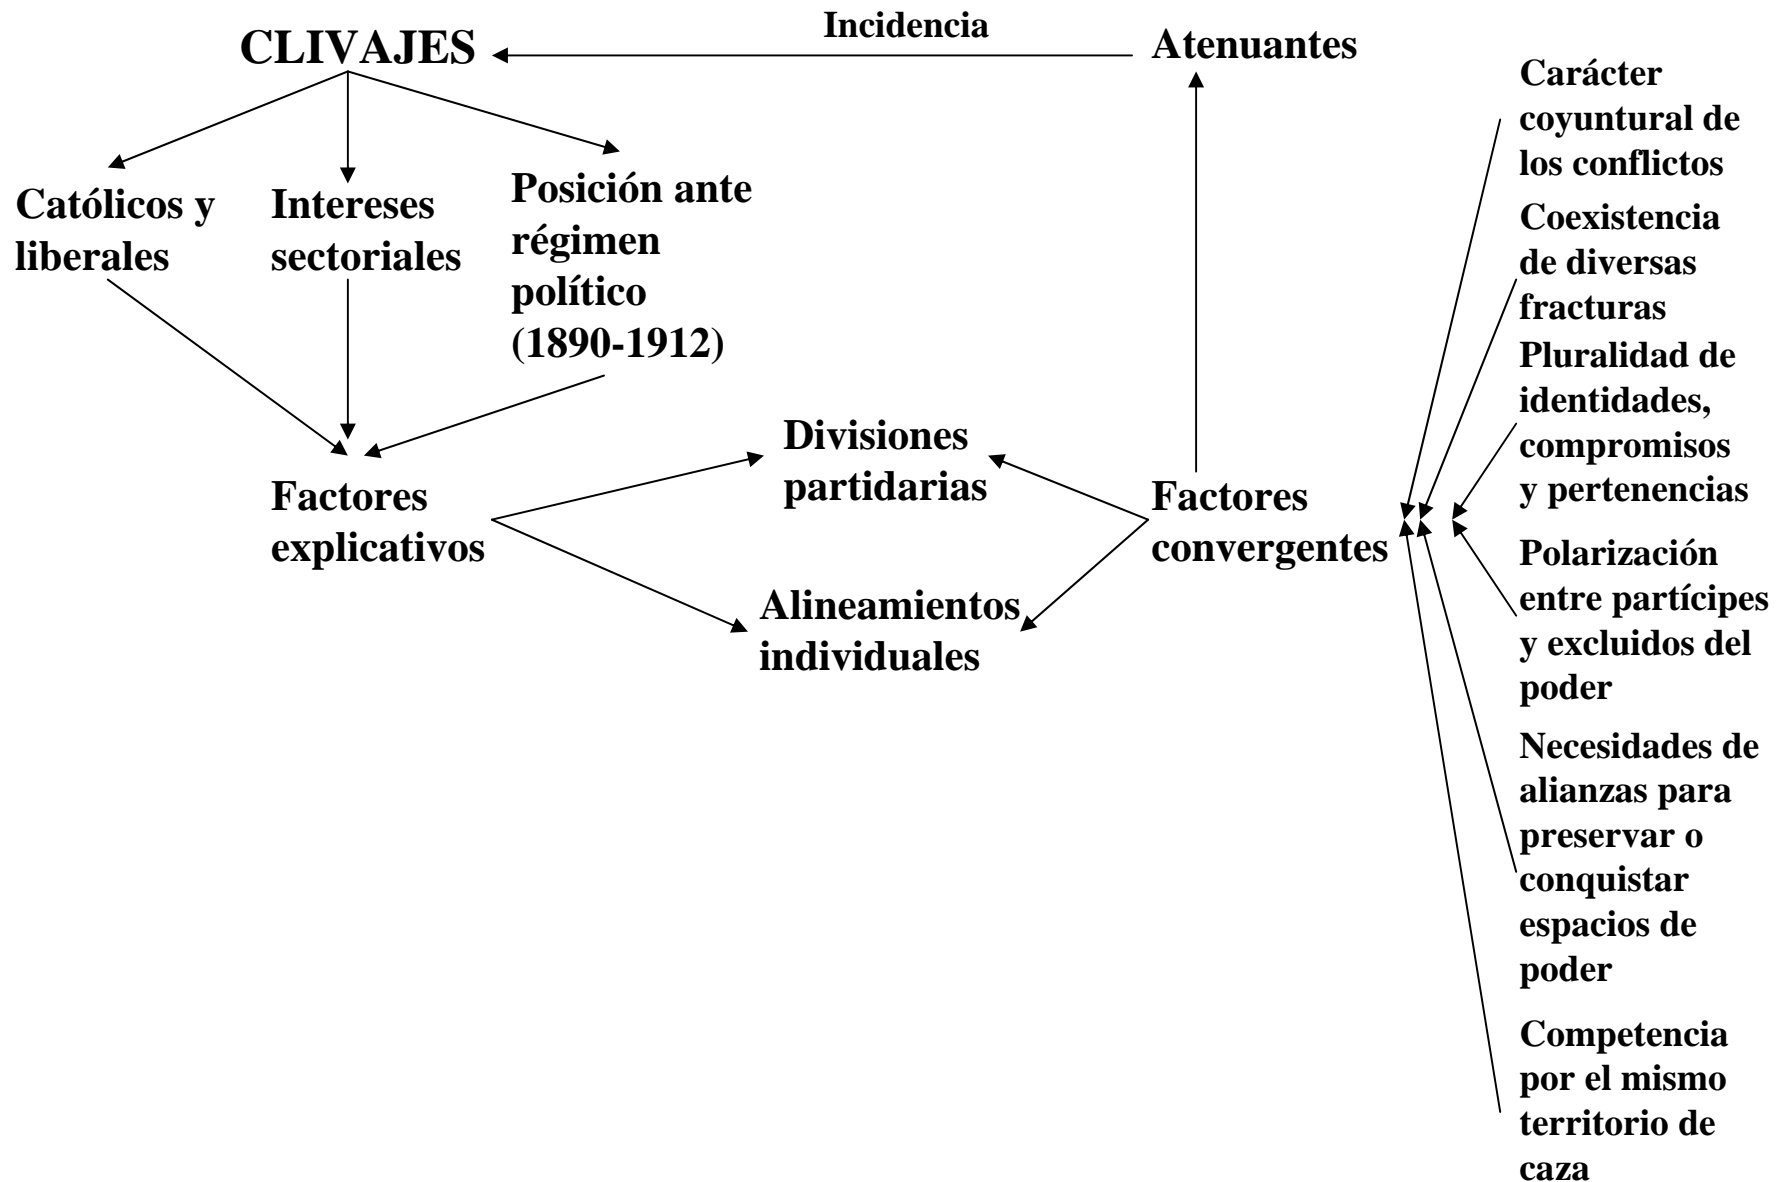 Incidencia
CLIVAJES
Atenuantes
Católicos y
liberales
Intereses
sectoriales
Posición ante
régimen
político
(1890-1912)
Factores
explicativos
Divisiones
partidarias
Alineamientos
individuales
Factores
convergentes
Carácter
coyuntural de
los conflictos
Coexistencia
de diversas
fracturas
Pluralidad de
identidades,
compromisos
y pertenencias
Polarización
entre partícipes
y excluidos del
poder
Necesidades de
alianzas para
preservar o
conquistar
espacios de
poder
Competencia
por el mismo
territorio de
caza